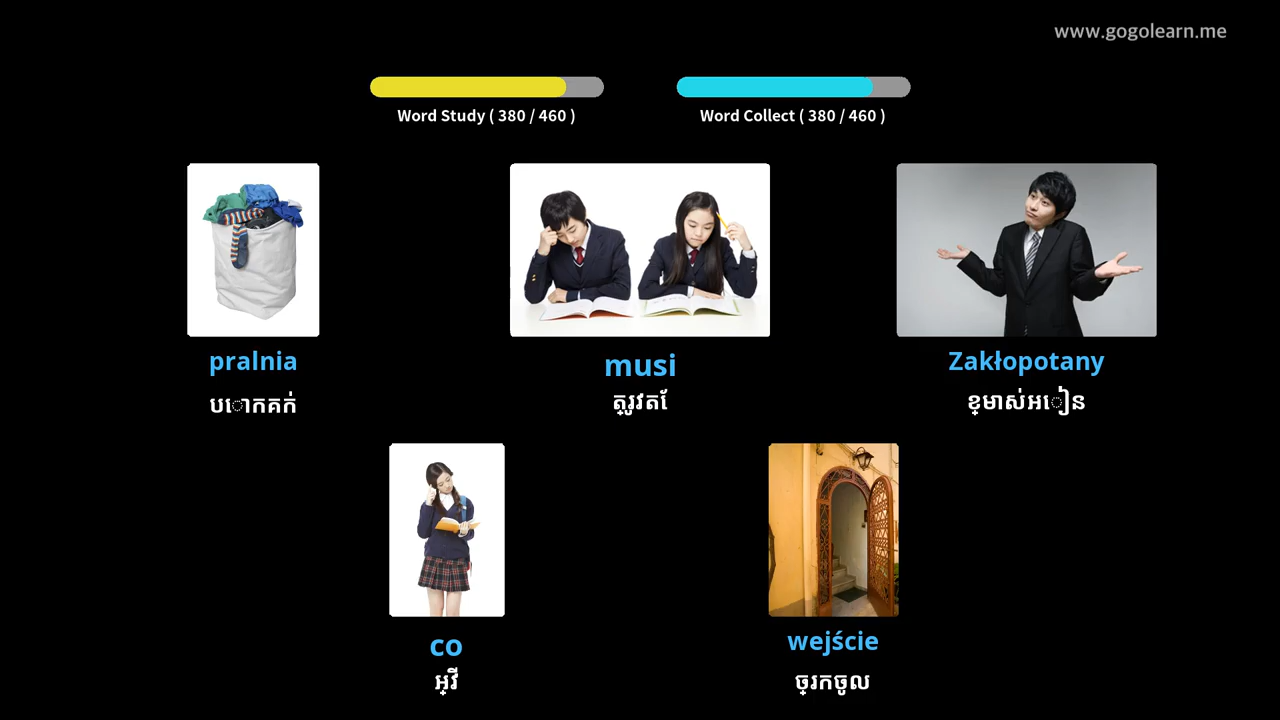 www.gogolearn.me
Word Study ( 380 / 460 )
Word Collect ( 380 / 460 )
pralnia
បោកគក់
musi
ត្រូវតែ
Zakłopotany
ខ្មាស់អៀន
co
អ្វី
wejście
ច្រកចូល